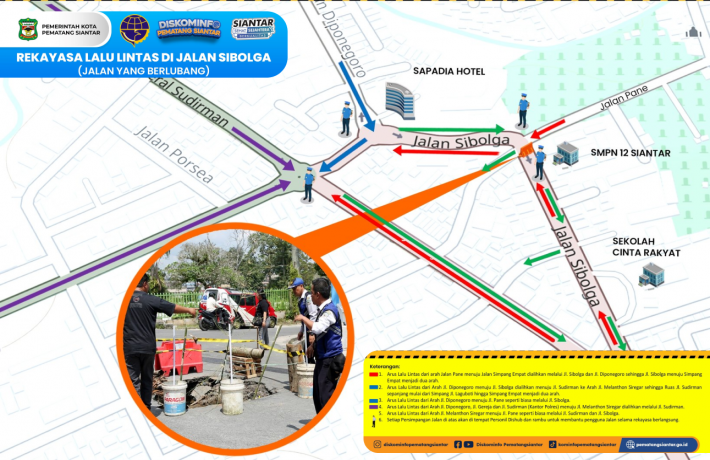 PEMERINTAH KOTA
PEMATANG SIANTAR
DISKOMINFO
PEMATANG SIANTAR
SIANTAR
REKAYASA LALU LINTAS DI JALAN SIBOLGA
(JALAN YANG BERLUBANG)
n Diponegoro
SAPADIA HOTEL
Jalan Pane
ral Sudirman
Jalan Porsea
Jalan Sibolga
SMPN 12 SIANTAR
Jalan Sibolga
SEKOLAH
CINTA RAKYAT
Keterangan:
1. Arus Lalu Lintas dari arah Jalan Pane menuju Jalan Simpang Empat dialihkan melalui Jl. Sibolga dan Jl. Diponegoro sehingga Jl. Sibolga menuju Simpang
Empat menjadi dua arah.
2. Arus Lalu Lintas dari Arah Jl. Diponegoro menuju Jl. Sibolga dialihkan menuju Jl. Sudirman ke Arah Jl. Melanthon Siregar sehingga Ruas Jl. Sudirman
sepanjang mulai dari Simpang Jl. Laguboti hingga Simpang Empat menjadi dua arah.
3. Arus Lalu Lintas dari Arah Jl. Diponegoro menuju Jl. Pane seperti biasa melalui Jl. Sibolga.
4. Arus Lalu Lintas dari Arah Jl. Diponegoro, Jl. Gereja dan Jl. Sudirman (Kantor Polres) menuju Jl. Melanthon Siregar dialihkan melalui Jl. Sudirman.
5. Arus Lalu Lintas dari Arah Jl. Melanthon Siregar menuju Jl. Pane seperti biasa melalui Jl. Sudirman dan Jl. Sibolga.
6. Setiap Persimpangan Jalan di atas akan di tempat Personil Dishub dan rambu untuk membantu pengguna Jalan selama rekayasa berlangsung.
diskominfopematangsiantar
Diskominfo Pematangsiantar
kominfopematangsiantar
pematangsiantar.go.id